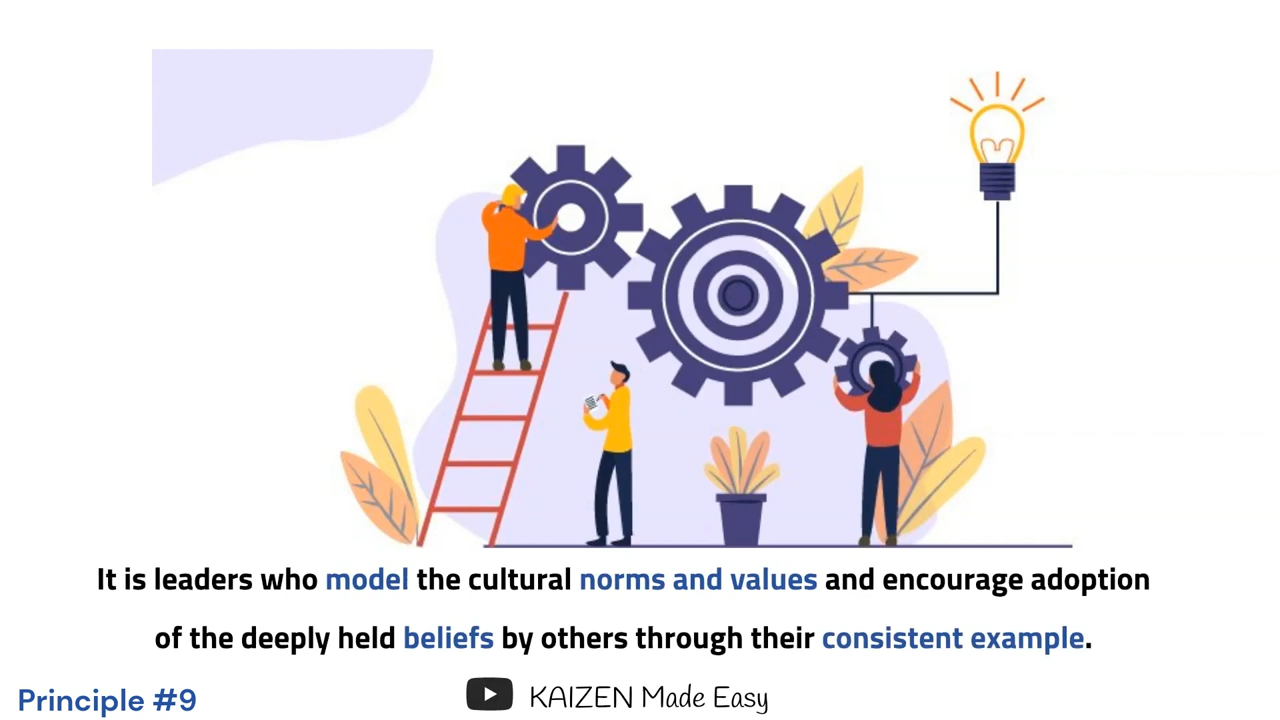 It is leaders who model the cultural norms and values and encourage adoption
of the deeply held beliefs by others through their consistent example.
Principle #9
KAIZEN Made Easy